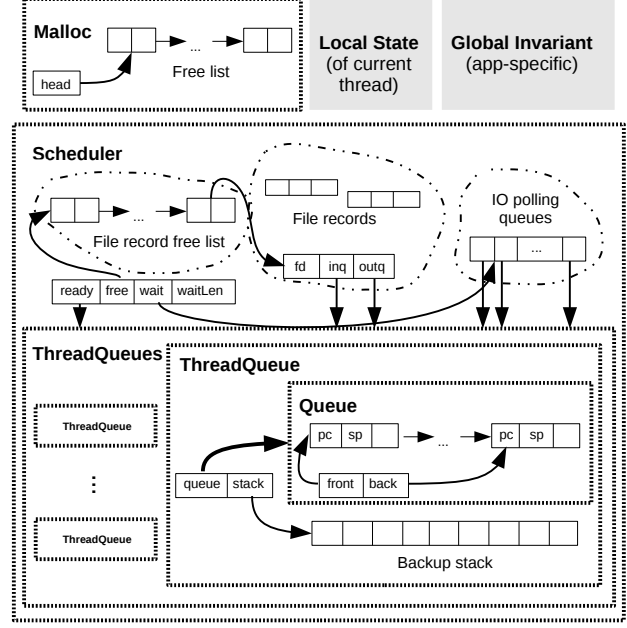 Malloc
...
Free list
head
Local State
(of current
thread)
Global Invariant
(app-specific)
Scheduler
...
File record free list
File records
IO polling
queues
...
fd inq outq
ready free wait waitLen
ThreadQueues
ThreadQueue
...
ThreadQueue
ThreadQueue
Queue
pc sp ... pc sp
queue stack
front back
Backup stack